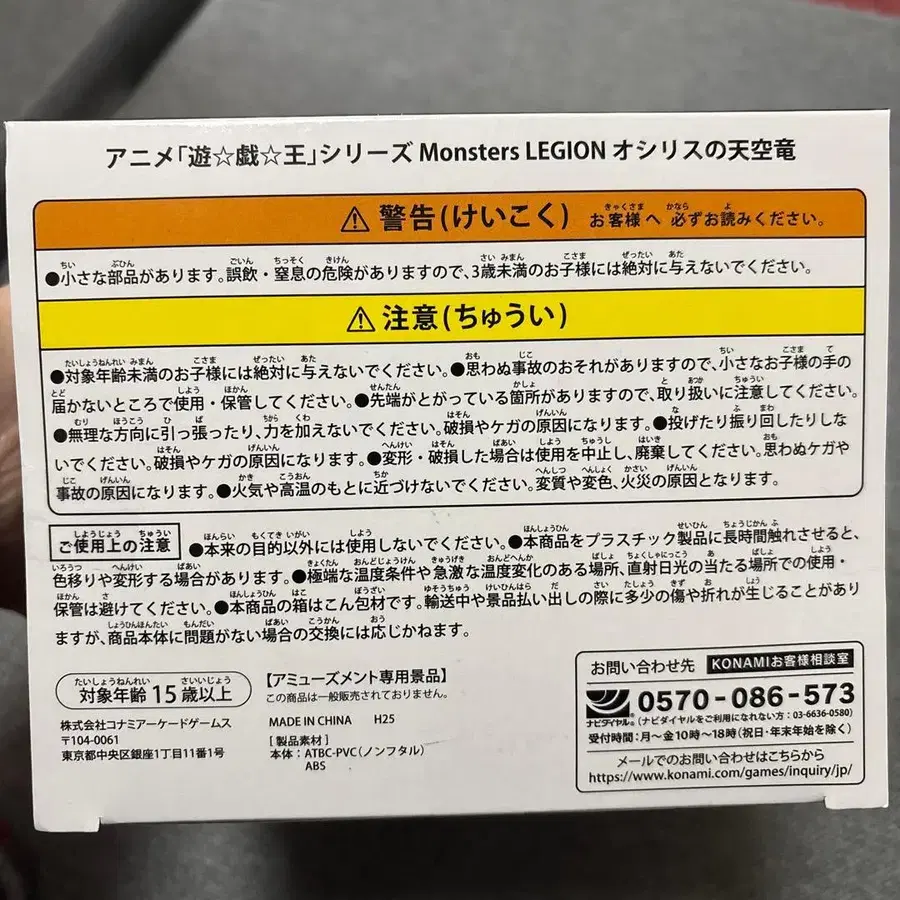 アニメ「遊☆戯☆王」シリーズ Monsters LEGION オシリスの天空竜
⚠ 警告(けいこく) お客様へ 必ずお読みください。
●小さな部品があります。誤飲・窒息の危険がありますので、3歳未満のお子様には絶対に与えないでください。
⚠ 注意(ちゅうい)
●対象年齢未満のお子様には絶対に与えないでください。●思わぬ事故のおそれがありますので、小さなお子様の手の
届かないところで使用・保管してください。●先端がとがっている箇所がありますので、取り扱いに注意してください。
●無理な方向に引っ張ったり、力を加えないでください。破損やケガの原因になります。●投げたり振り回したりしな
いでください。破損やケガの原因になります。●変形・破損した場合は使用を中止し、廃棄してください。思わぬケガや
事故の原因になります。●火気や高温のもとに近づけないでください。変質や変色、火災の原因となります。
ご使用上の注意 ●本来の目的以外には使用しないでください。●本商品をプラスチック製品に長時間触れさせると、
色移りや変形する場合があります。●極端な温度条件や急激な温度変化のある場所、直射日光の当たる場所での使用・
保管は避けてください。●本商品の箱はこん包材です。輸送中や景品払い出しの際に多少の傷や折れが生じることがあり
ますが、商品本体に問題がない場合の交換には応じかねます。
対象年齢 15歳以上
株式会社コナミアーケードゲームス
〒104-0061
東京都中央区銀座1丁目11番1号
【アミューズメント専用景品】
この商品は一般販売されておりません。
MADE IN CHINA H25
[製品素材]
本体：ATBC-PVC(ノンフタル)
ABS
お問い合わせ先 KONAMIお客様相談室
ナビダイヤル® 0570-086-573
(ナビダイヤルをご利用になれない方：03-6636-0580)
受付時間：月～金10時～18時(祝日・年末年始を除く)
メールでのお問い合わせはこちらから
https://www.konami.com/games/inquiry/jp/